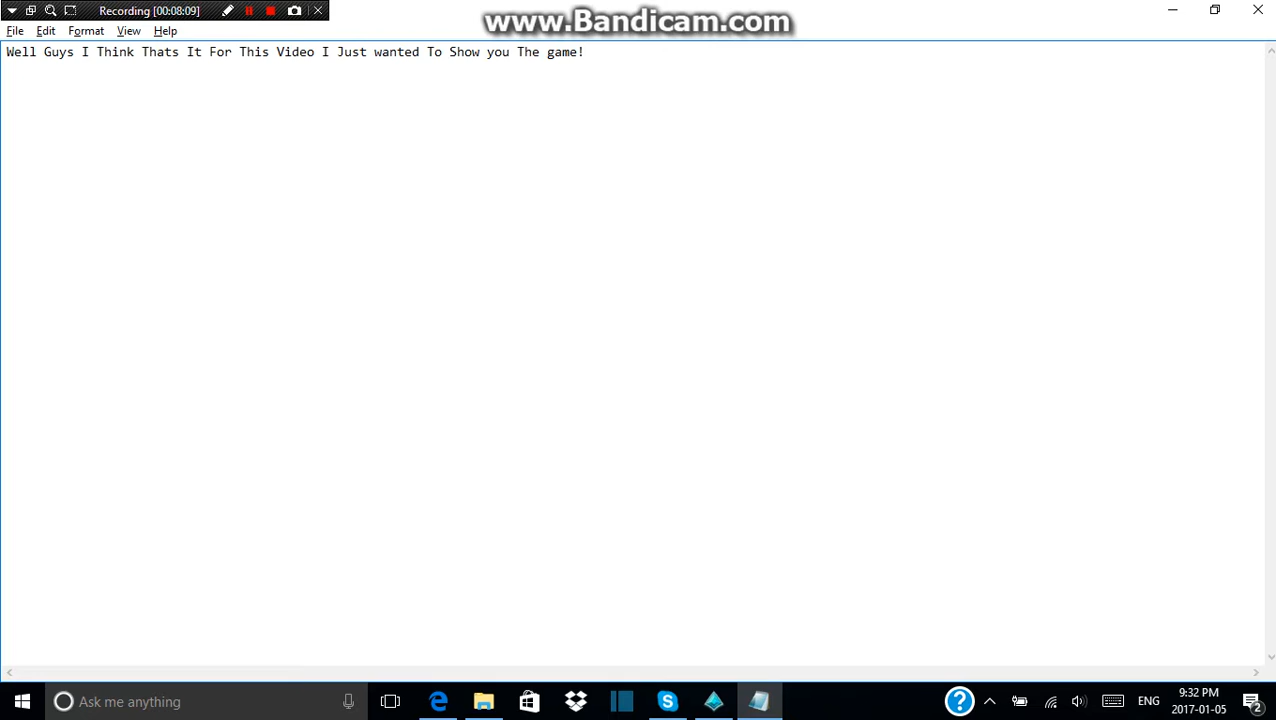 Recording [00:08:09]
www.Bandicam.com
File Edit Format View Help
Well Guys I Think Thats It For This Video I Just wanted To Show you The game!
Ask me anything
ENG
9:32 PM
2017-01-05
2